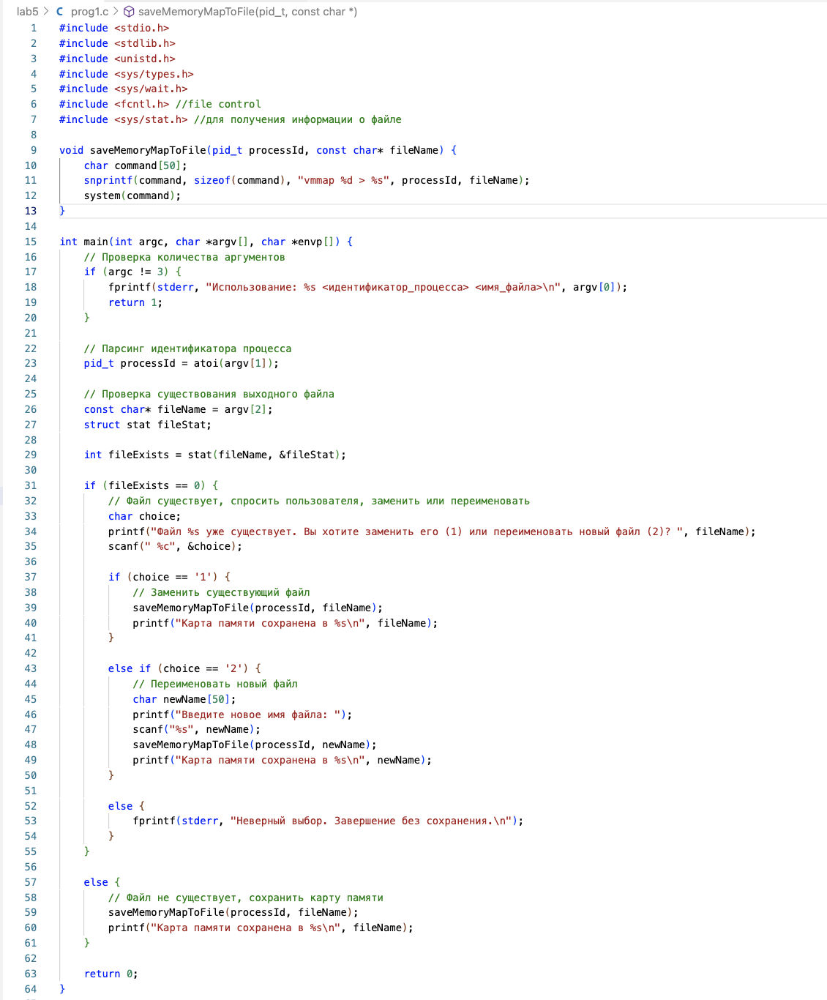 lab5 > C prog1.c > saveMemoryMapToFile(pid_t, const char *)
1 #include <stdio.h>
2 #include <stdlib.h>
3 #include <unistd.h>
4 #include <sys/types.h>
5 #include <sys/wait.h>
6 #include <fcntl.h> //file control
7 #include <sys/stat.h> //для получения информации о файле
8
9 void saveMemoryMapToFile(pid_t processId, const char* fileName) {
10     char command[50];
11     snprintf(command, sizeof(command), "vmmap %d > %s", processId, fileName);
12     system(command);
13 }
14
15 int main(int argc, char *argv[], char *envp[]) {
16     // Проверка количества аргументов
17     if (argc != 3) {
18         fprintf(stderr, "Использование: %s <идентификатор_процесса> <имя_файла>\n", argv[0]);
19         return 1;
20     }
21
22     // Парсинг идентификатора процесса
23     pid_t processId = atoi(argv[1]);
24
25     // Проверка существования выходного файла
26     const char* fileName = argv[2];
27     struct stat fileStat;
28
29     int fileExists = stat(fileName, &fileStat);
30
31     if (fileExists == 0) {
32         // Файл существует, спросить пользователя, заменить или переименовать
33         char choice;
34         printf("Файл %s уже существует. Вы хотите заменить его (1) или переименовать новый файл (2)? ", fileName);
35         scanf(" %c", &choice);
36
37         if (choice == '1') {
38             // Заменить существующий файл
39             saveMemoryMapToFile(processId, fileName);
40             printf("Карта памяти сохранена в %s\n", fileName);
41         }
42
43         else if (choice == '2') {
44             // Переименовать новый файл
45             char newName[50];
46             printf("Введите новое имя файла: ");
47             scanf("%s", newName);
48             saveMemoryMapToFile(processId, newName);
49             printf("Карта памяти сохранена в %s\n", newName);
50         }
51
52         else {
53             fprintf(stderr, "Неверный выбор. Завершение без сохранения.\n");
54         }
55     }
56
57     else {
58         // Файл не существует, сохранить карту памяти
59         saveMemoryMapToFile(processId, fileName);
60         printf("Карта памяти сохранена в %s\n", fileName);
61     }
62
63     return 0;
64 }